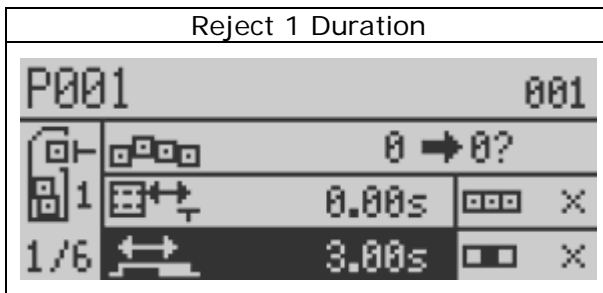 Reject 1 Duration
P001 001
0 ➡ 0?
1 0.00s ×
1/6 3.00s ×